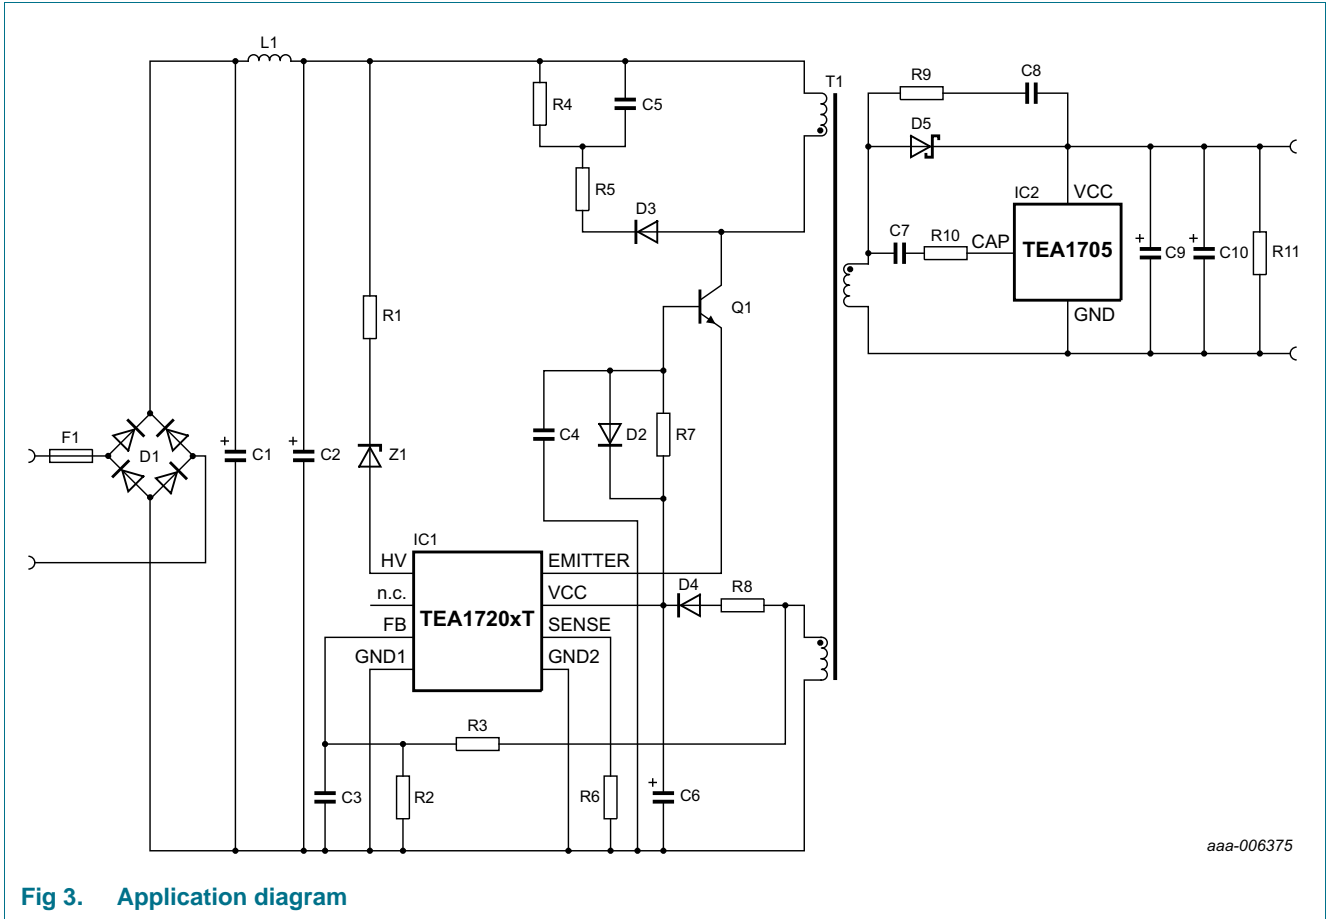 L1
T1
R9
C8
R4
C5
D5
R5
IC2
VCC
D3
C7
R10
CAP
TEA1705
C9
C10
R11
Q1
R1
GND
+
+
F1
D1
+
C1
+
C2
Z1
C4
D2
R7
IC1
HV
EMITTER
n.c.
VCC
D4
R8
TEA1720xT
FB
SENSE
GND1
GND2
R3
C3
R2
R6
+
C6
aaa-006375
Fig 3. Application diagram